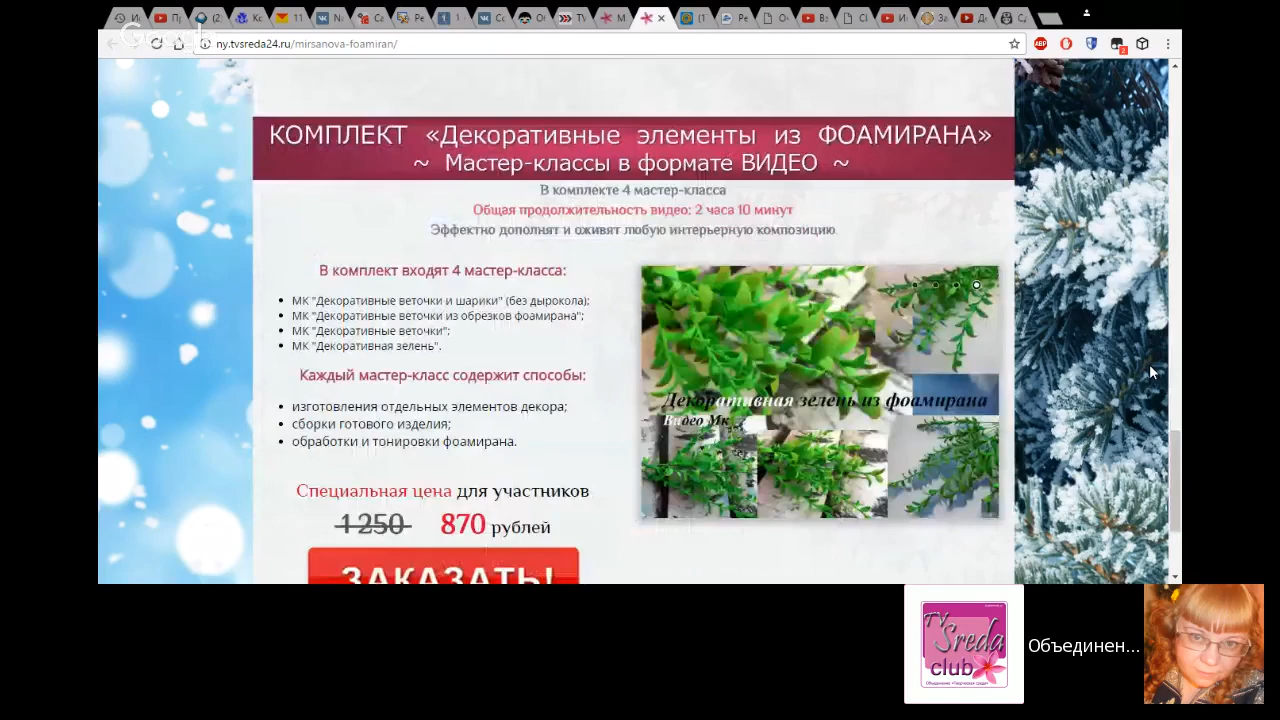 ny.tvsreda24.ru/mirsanova-foamiran/
КОМПЛЕКТ «Декоративные элементы из ФОАМИРАНА»
~ Мастер-классы в формате ВИДЕО ~
В комплекте 4 мастер-класса
Общая продолжительность видео: 2 часа 10 минут
Эффектно дополнят и оживят любую интерьерную композицию
В комплект входят 4 мастер-класса:
МК "Декоративные веточки и шарики" (без дырокола);
МК "Декоративные веточки из обрезков фоамирана";
МК "Декоративные веточки";
МК "Декоративная зелень".
Каждый мастер-класс содержит способы:
изготовления отдельных элементов декора;
сборки готового изделия;
обработки и тонировки фоамирана.
Декоративная зелень из фоамирана
Видео Мк
Специальная цена для участников
1 250 870 рублей
ЗАКАЗАТЬ!
TV
Sreda
club
Объединен...